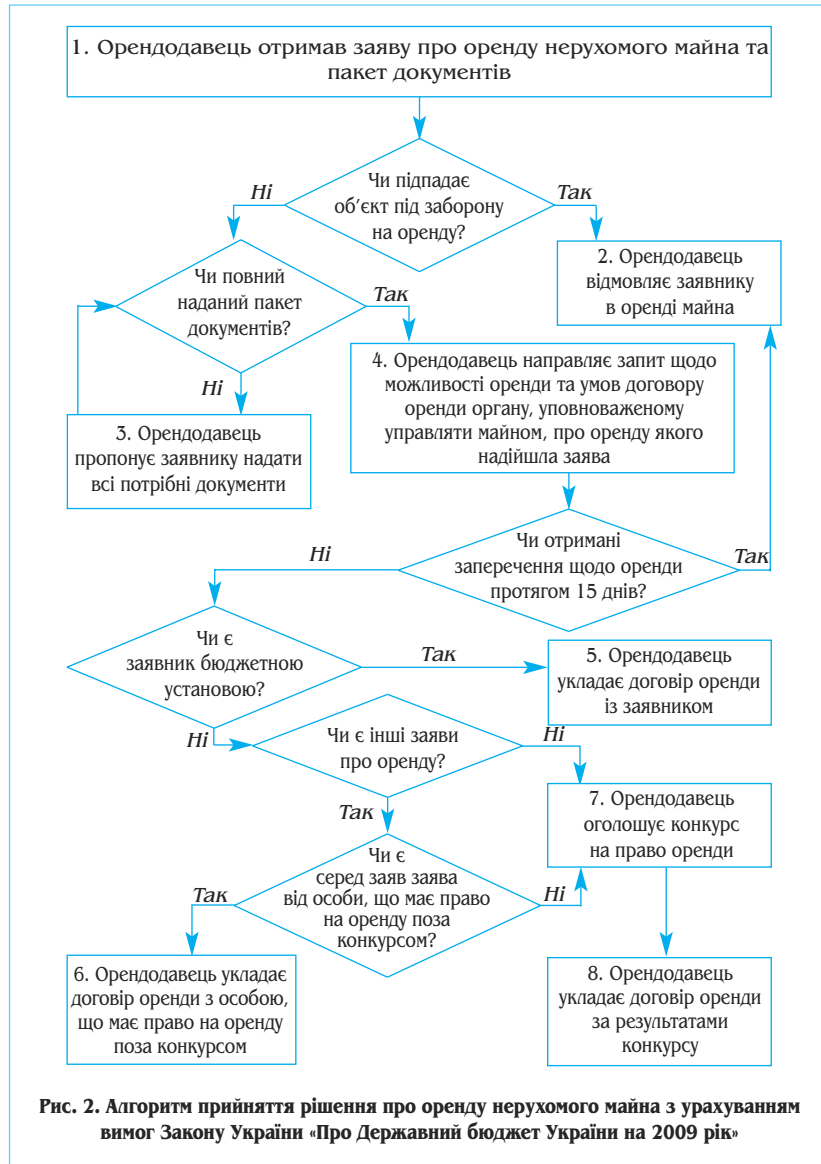 1. Орендодавець отримав заяву про оренду нерухомого майна та
пакет документів
Чи підпадає
об’єкт під заборону
на оренду?
Ні
Так
Чи повний
наданий пакет
документів?
Так
2. Орендодавець
відмовляє заявнику
в оренді майна
Ні
3. Орендодавець
пропонує заявнику надати
всі потрібні документи
4. Орендодавець направляє запит щодо
можливості оренди та умов договору
оренди органу, уповноваженому
управляти майном, про оренду якого
надійшла заява
Чи отримані
заперечення щодо оренди
протягом 15 днів?
Ні
Так
Чи є
заявник бюджетною
установою?
Так
5. Орендодавець
укладає договір оренди
із заявником
Ні
Чи є інші заяви
про оренду?
Ні
Так
7. Орендодавець
оголошує конкурс
на право оренди
Чи є
серед заяв заява
від особи, що має право
на оренду поза
конкурсом?
Так
Ні
6. Орендодавець укладає
договір оренди з особою,
що має право на оренду
поза конкурсом
8. Орендодавець
укладає договір оренди
за результатами
конкурсу
Рис. 2. Алгоритм прийняття рішення про оренду нерухомого майна з урахуванням
вимог Закону України «Про Державний бюджет України на 2009 рік»